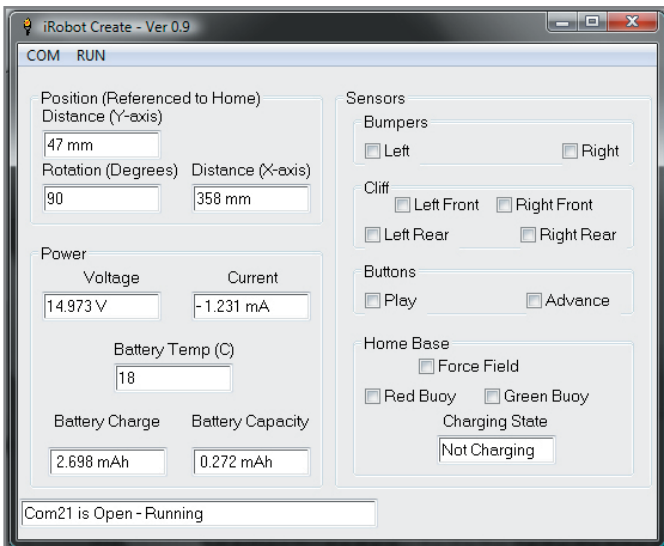 iRobot Create - Ver 0.9
COM RUN
Position (Referenced to Home)
Distance (Y-axis)
47 mm
Rotation (Degrees) Distance (X-axis)
90 358 mm
Power
Voltage Current
14.973 V - 1.231 mA
Battery Temp (C)
18
Battery Charge Battery Capacity
2.698 mAh 0.272 mAh
Sensors
Bumpers
Left Right
Cliff
Left Front Right Front
Left Rear Right Rear
Buttons
Play Advance
Home Base
Force Field
Red Buoy Green Buoy
Charging State
Not Charging
Com21 is Open - Running